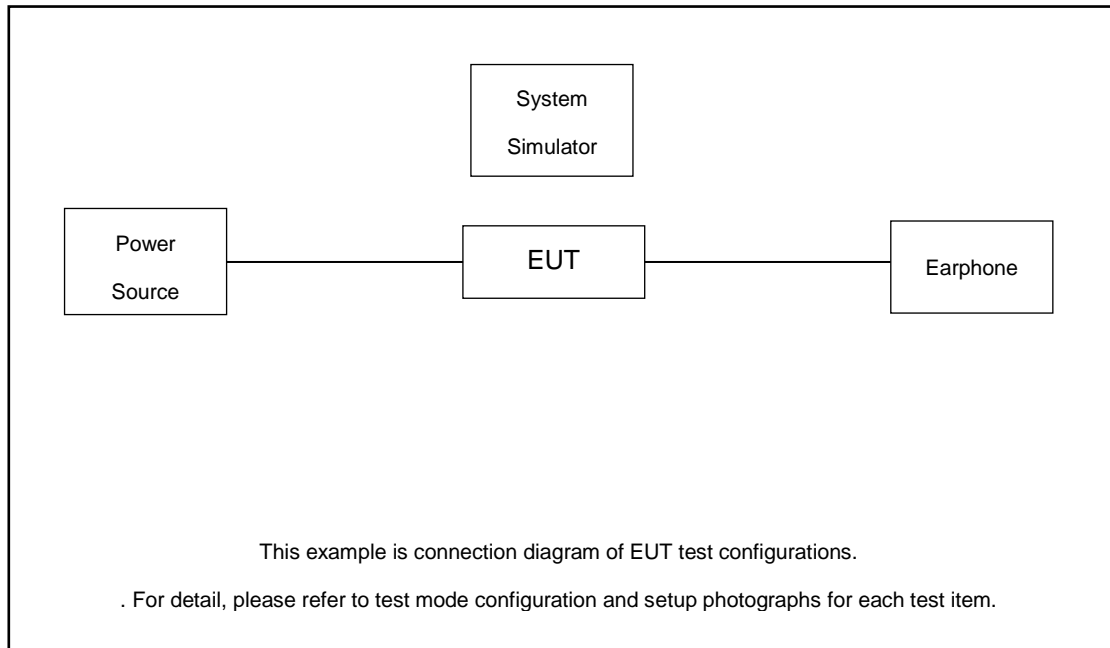 System
Simulator
Power
Source
EUT
Earphone
This example is connection diagram of EUT test configurations.
. For detail, please refer to test mode configuration and setup photographs for each test item.